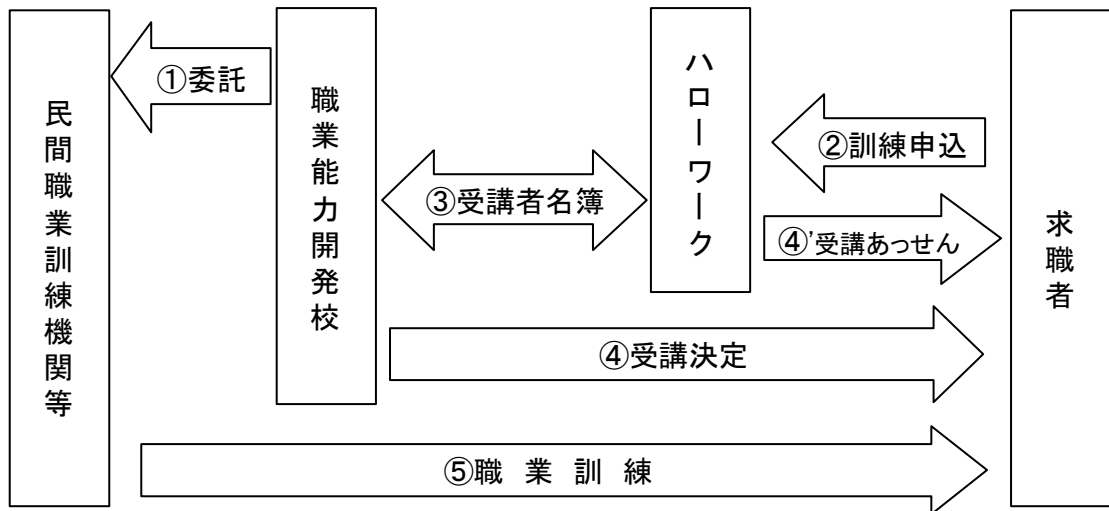 民間職業訓練機関等
①委託
職業能力開発校
③受講者名簿
ハローワーク
②訓練申込
④’受講あっせん
求職者
④受講決定
⑤職 業 訓 練